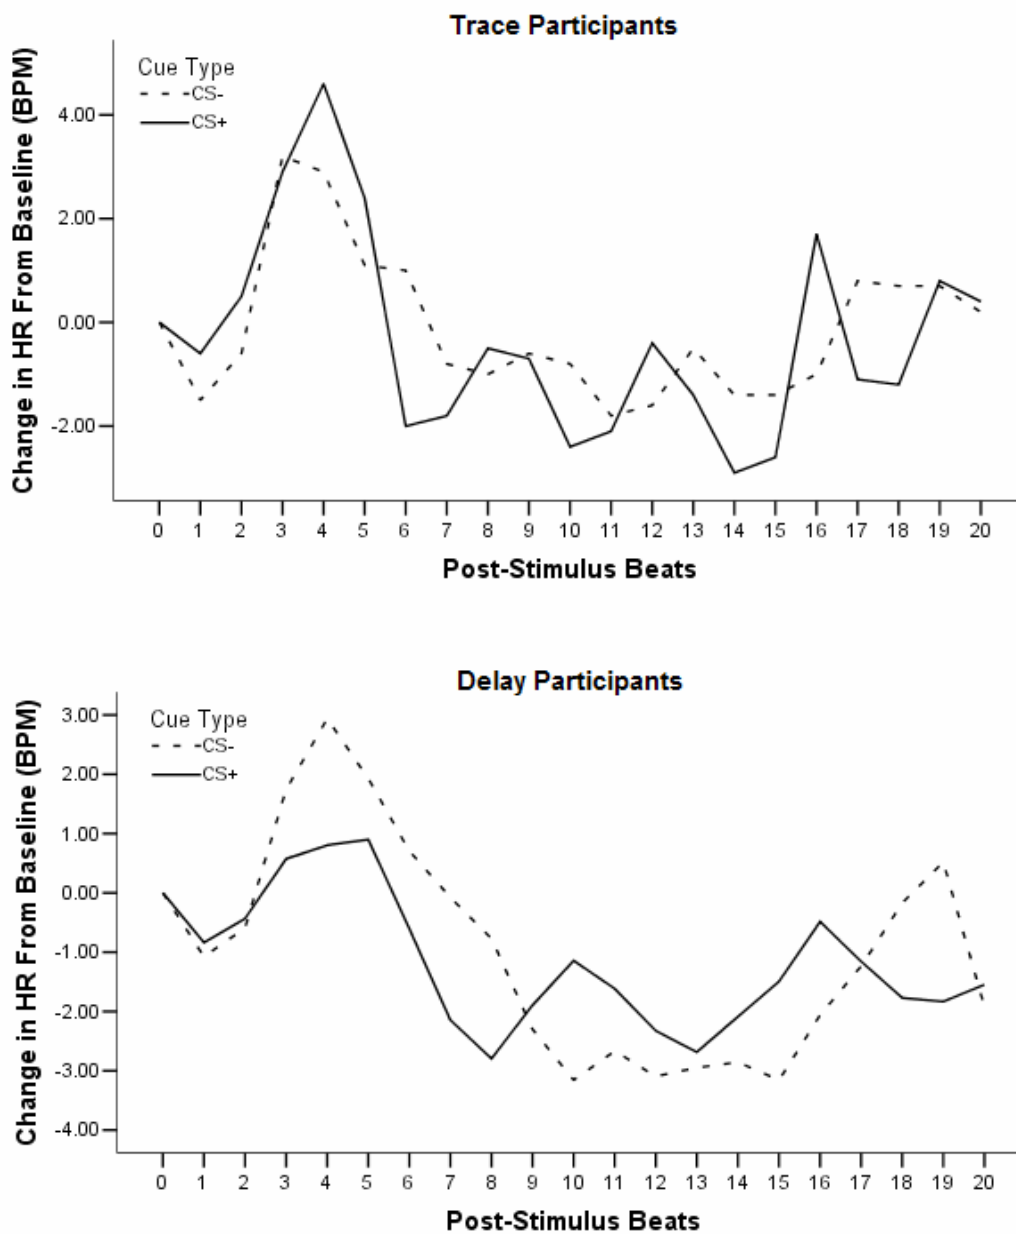 Trace Participants
Change in HR From Baseline (BPM)
Cue Type
CS-
CS+
4.00
2.00
0.00
-2.00
0 1 2 3 4 5 6 7 8 9 10 11 12 13 14 15 16 17 18 19 20
Post-Stimulus Beats
Delay Participants
Change in HR From Baseline (BPM)
Cue Type
CS-
CS+
3.00
2.00
1.00
0.00
-1.00
-2.00
-3.00
-4.00
0 1 2 3 4 5 6 7 8 9 10 11 12 13 14 15 16 17 18 19 20
Post-Stimulus Beats